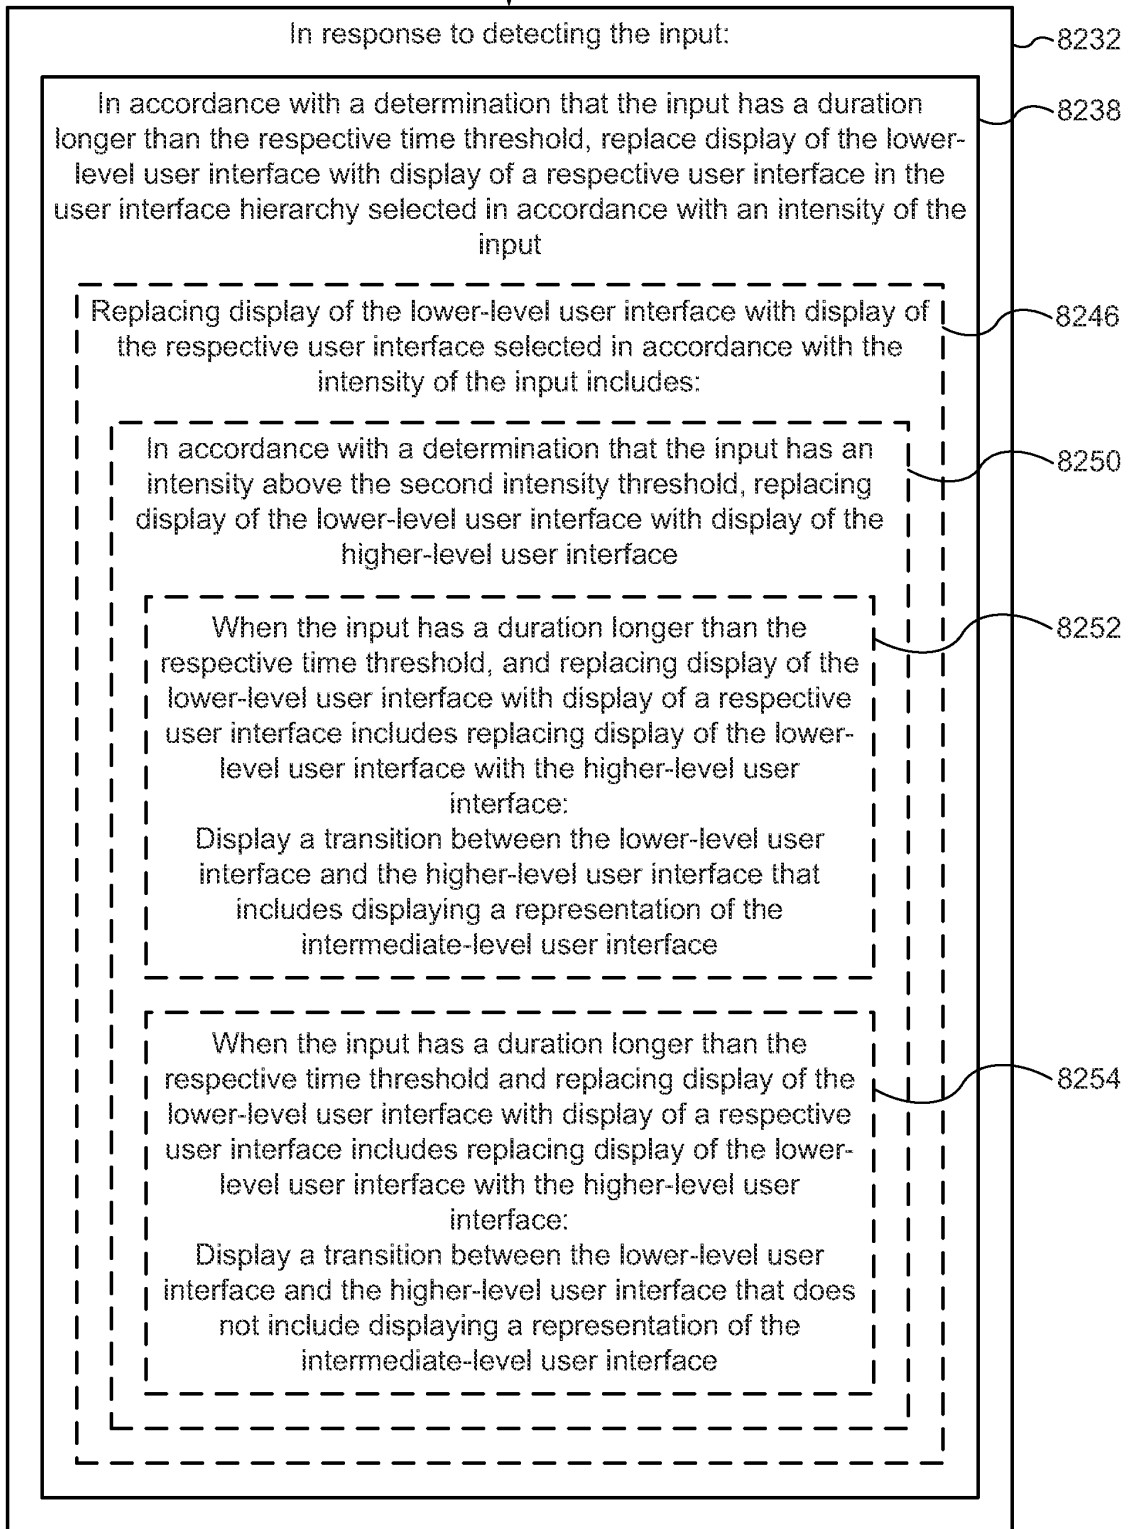 In response to detecting the input:
8232
In accordance with a determination that the input has a duration
longer than the respective time threshold, replace display of the lower-
level user interface with display of a respective user interface in the
user interface hierarchy selected in accordance with an intensity of the
input
8238
Replacing display of the lower-level user interface with display of
the respective user interface selected in accordance with the
intensity of the input includes:
8246
In accordance with a determination that the input has an
intensity above the second intensity threshold, replacing
display of the lower-level user interface with display of the
higher-level user interface
8250
When the input has a duration longer than the
respective time threshold, and replacing display of the
lower-level user interface with display of a respective
user interface includes replacing display of the lower-
level user interface with the higher-level user
interface:
Display a transition between the lower-level user
interface and the higher-level user interface that
includes displaying a representation of the
intermediate-level user interface
8252
When the input has a duration longer than the
respective time threshold and replacing display of the
lower-level user interface with display of a respective
user interface includes replacing display of the lower-
level user interface with the higher-level user
interface:
Display a transition between the lower-level user
interface and the higher-level user interface that does
not include displaying a representation of the
intermediate-level user interface
8254